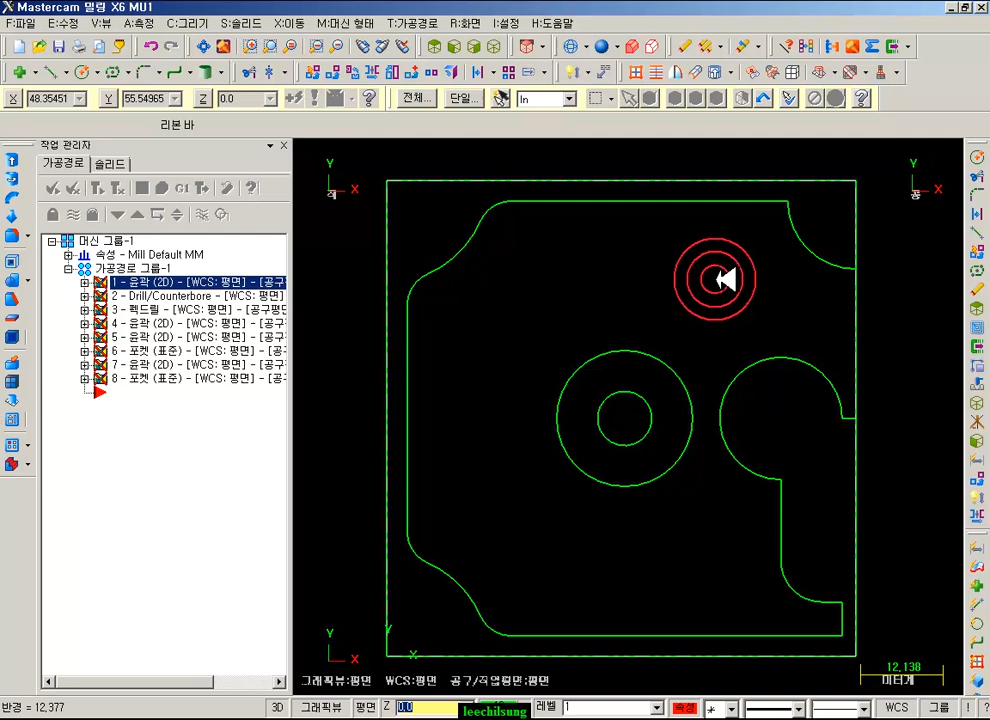 Mastercam 밀링 X6 MU1
F:파일 E:수정 V:뷰 A:측정 C:그리기 S:솔리드 X:이동 M:머신 형태 T:가공경로 R:화면 I:설정 H:도움말
X 48.35451 Y 55.54965 Z 0.0 전체... 단일... In
리본 바
작업 관리자
가공경로 솔리드
G1
머신 그룹-1
속성 - Mill Default MM
가공경로 그룹-1
1 - 윤곽 (2D) - [WCS: 평면] - [공구
2 - Drill/Counterbore - [WCS: 평면]
3 - 펙드릴 - [WCS: 평면] - [공구평면
4 - 윤곽 (2D) - [WCS: 평면] - [공구
5 - 윤곽 (2D) - [WCS: 평면] - [공구
6 - 포켓 (표준) - [WCS: 평면] - [공
7 - 윤곽 (2D) - [WCS: 평면] - [공구
8 - 포켓 (표준) - [WCS: 평면] - [공
Y
X
Y
X
공
Y
X
Y
X
12,138
미터계
그래픽뷰:평면 WCS:평면 공구/작업평면:평면
반경 = 12,377 3D 그래픽뷰 평면 Z 0.0 레벨 1 속성 WCS 그룹 ! ?
leechilsung